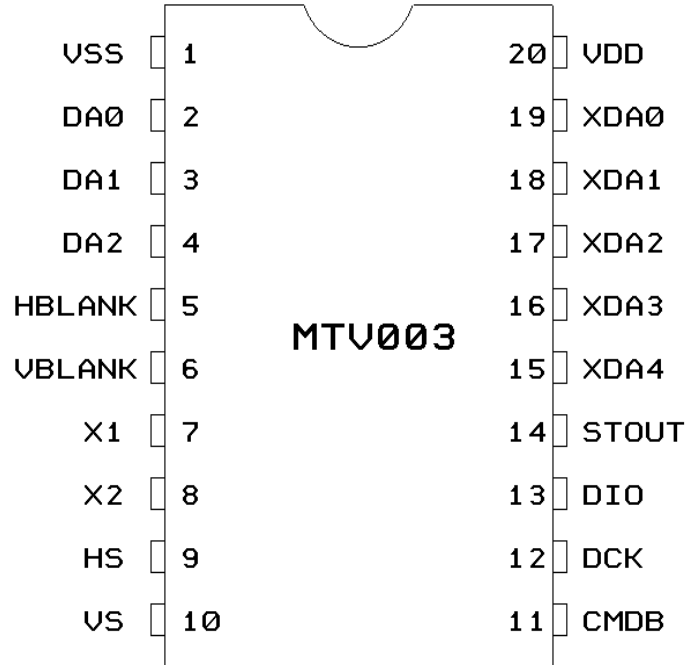 VSS 1 20 VDD
DA0 2 19 XDA0
DA1 3 18 XDA1
DA2 4 17 XDA2
HBLANK 5 16 XDA3
MTV003
VBLANK 6 15 XDA4
X1 7 14 STOUT
X2 8 13 DIO
HS 9 12 DCK
VS 10 11 CMDB